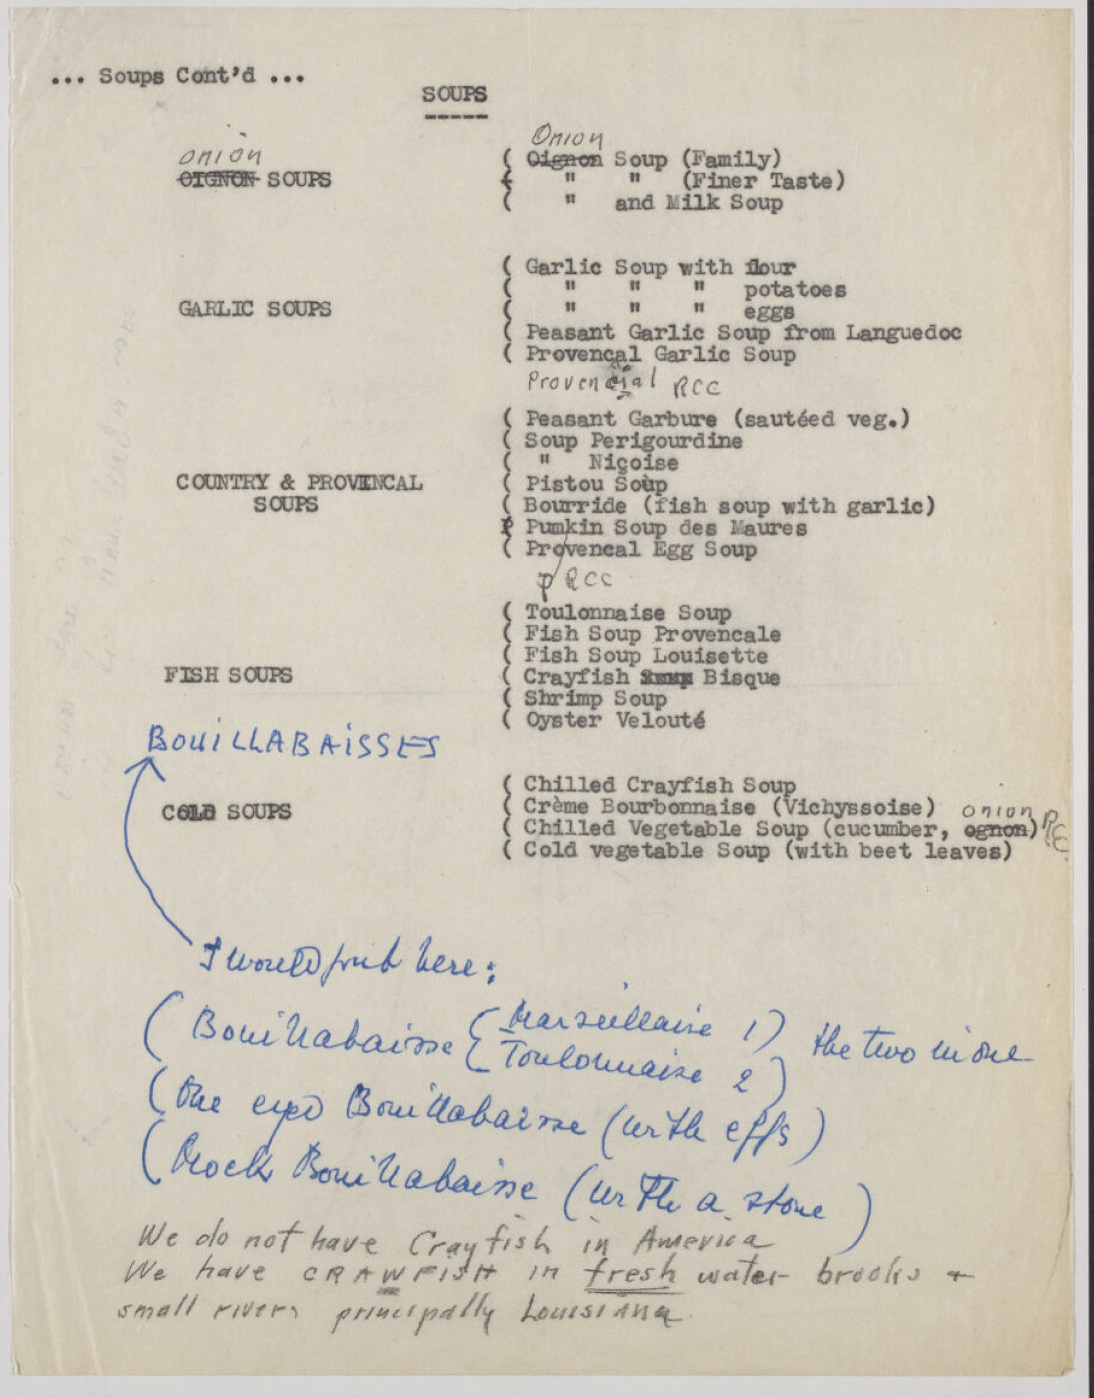 ... Soups Cont'd ...
SOUPS
-----
onion
OIGNON SOUPS
Onion
( Oignon Soup (Family)
( " " (Finer Taste)
( " and Milk Soup
GARLIC SOUPS
( Garlic Soup with flour
( " " " potatoes
( " " " eggs
( Peasant Garlic Soup from Languedoc
( Provencal Garlic Soup
Provencial RCC
COUNTRY & PROVINCAL
SOUPS
( Peasant Garbure (sautéed veg.)
( Soup Perigourdine
( " Niçoise
( Pistou Soup
( Bourride (fish soup with garlic)
( Pumkin Soup des Maures
( Provencal Egg Soup
p RCC
FISH SOUPS
( Toulonnaise Soup
( Fish Soup Provencale
( Fish Soup Louisette
( Crayfish Soup Bisque
( Shrimp Soup
( Oyster Velouté
BOUILLABAISSES
COLD SOUPS
( Chilled Crayfish Soup
( Crème Bourbonnaise (Vichyssoise)
onion RCC
( Chilled Vegetable Soup (cucumber, ognon)
( Cold vegetable Soup (with beet leaves)
I would put here:
( Bouillabaisse ( Marseillaise 1)
( Toulonnaise 2)
the two in one
( One eyed Bouillabaisse (with effs)
( Mock Bouillabaisse (with a stone)
We do not have Crayfish in America
We have CRAWFISH in fresh water brooks +
small rivers principally Louisiana